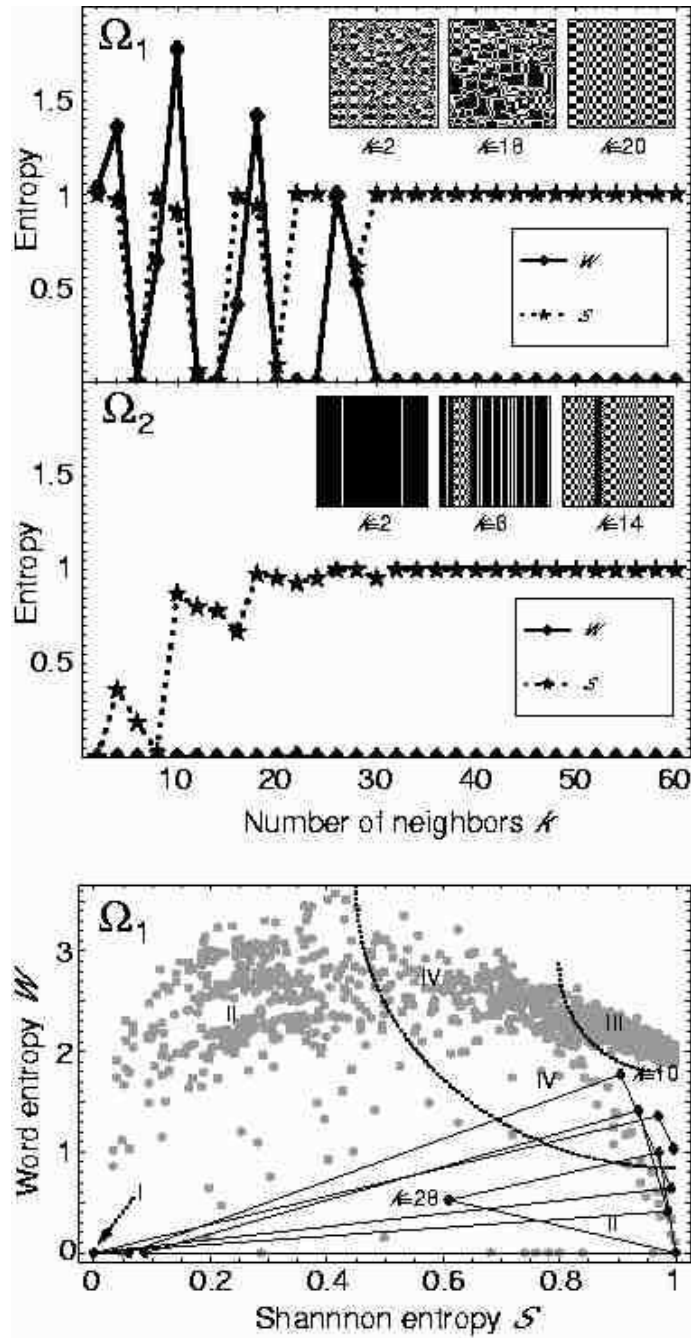 Ω1
1.5
1
0.5
Entropy
k=2
k=18
k=20
W
S
Ω2
1.5
1
0.5
Entropy
k=2
k=8
k=14
W
S
10 20 30 40 50 60
Number of neighbors k
Ω1
3
2
1
0
Word entropy W
II
IV
III
IV
k=10
k=28
I
II
0 0.2 0.4 0.6 0.8 1
Shannnon entropy S